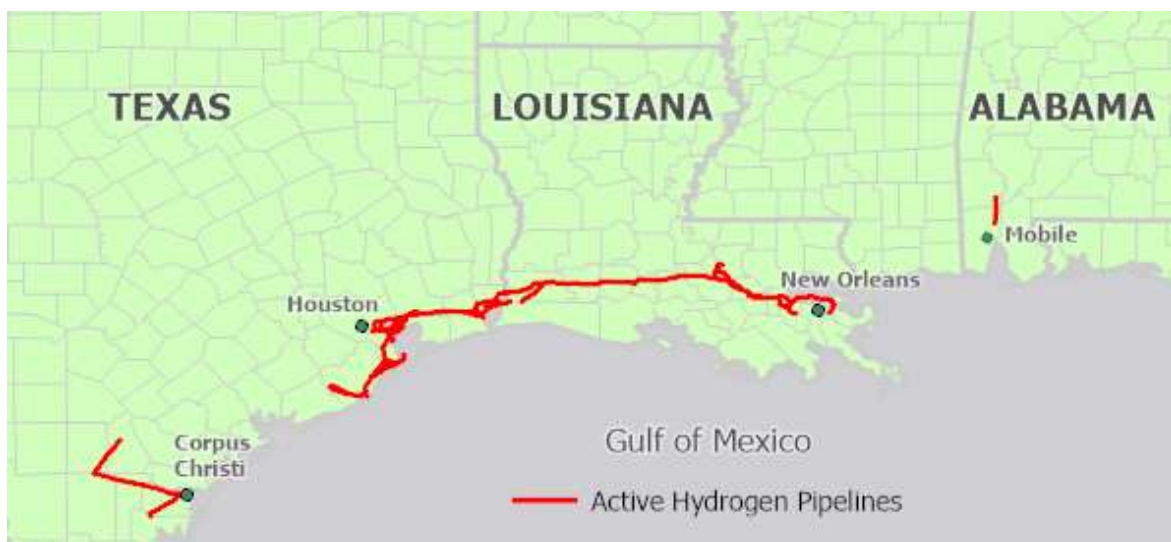 TEXAS
LOUISIANA
ALABAMA
Mobile
New Orleans
Houston
Corpus
Christi
Gulf of Mexico
Active Hydrogen Pipelines